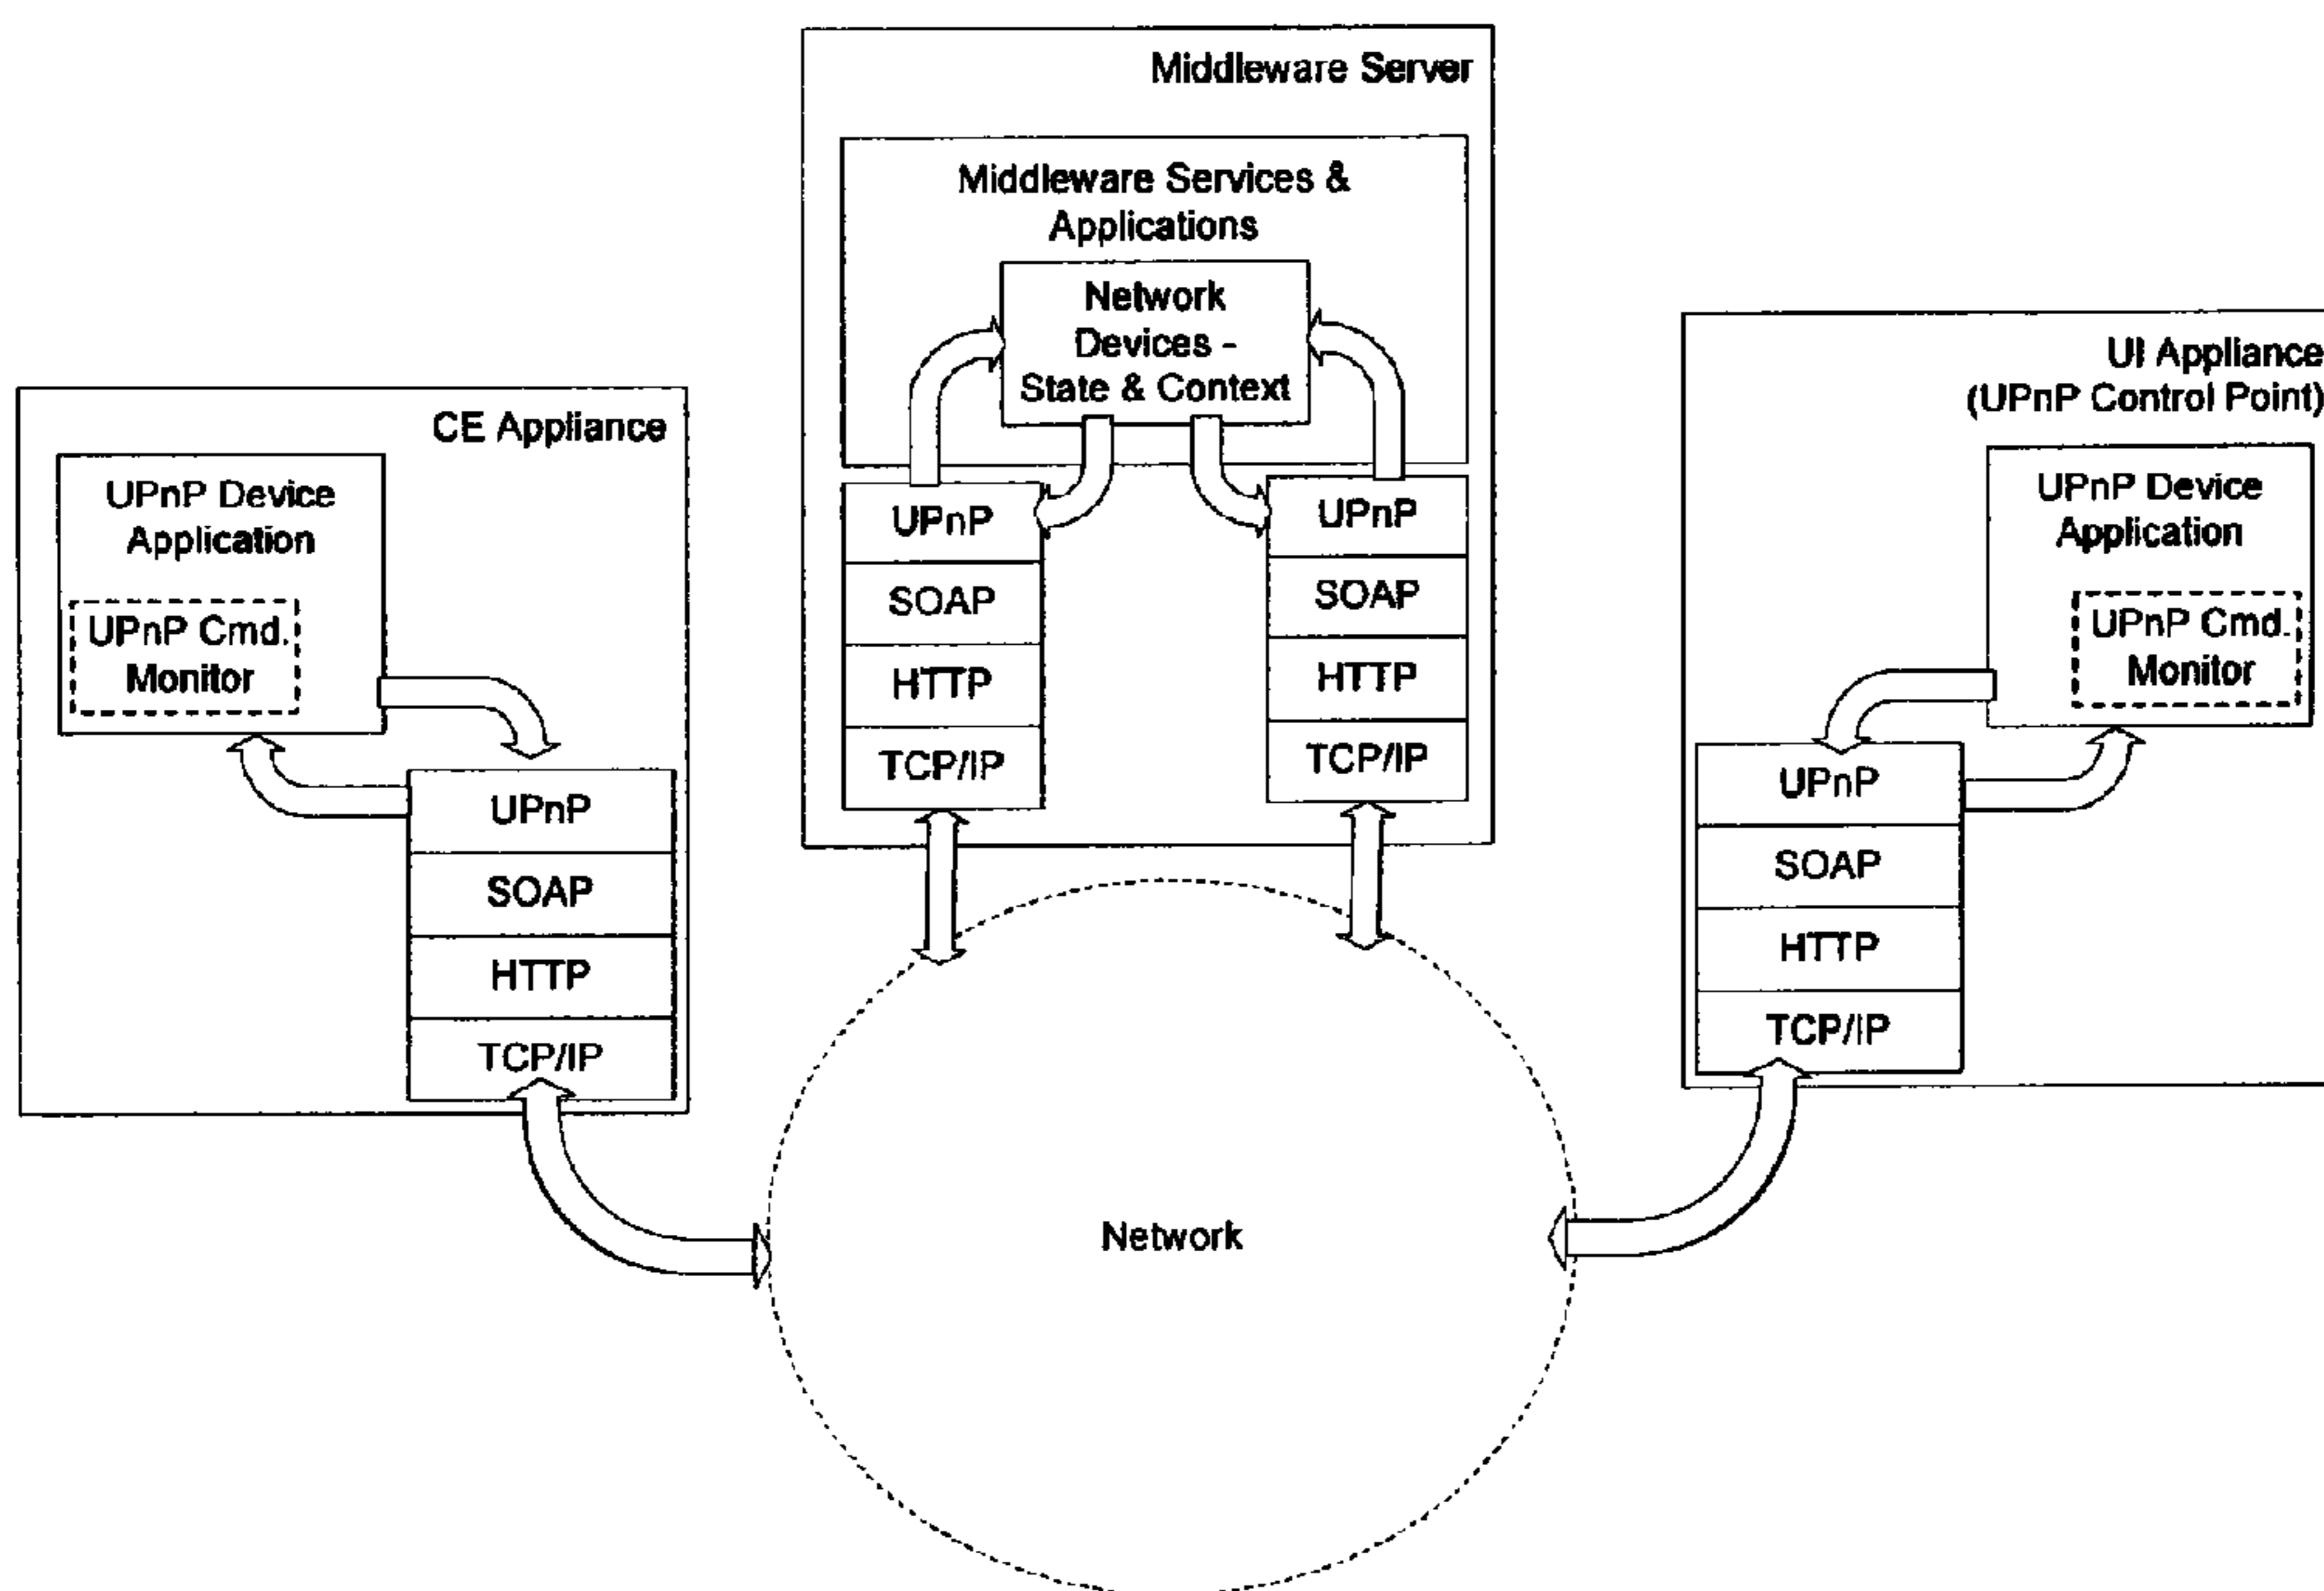 Middleware Server
Middleware Services &
Applications
Network
Devices -
State & Context
UPnP
SOAP
HTTP
TCP/IP
UPnP
SOAP
HTTP
TCP/IP
CE Appliance
UPnP Device
Application
UPnP Cmd.
Monitor
UPnP
SOAP
HTTP
TCP/IP
UI Appliance
(UPnP Control Point)
UPnP Device
Application
UPnP Cmd.
Monitor
UPnP
SOAP
HTTP
TCP/IP
Network